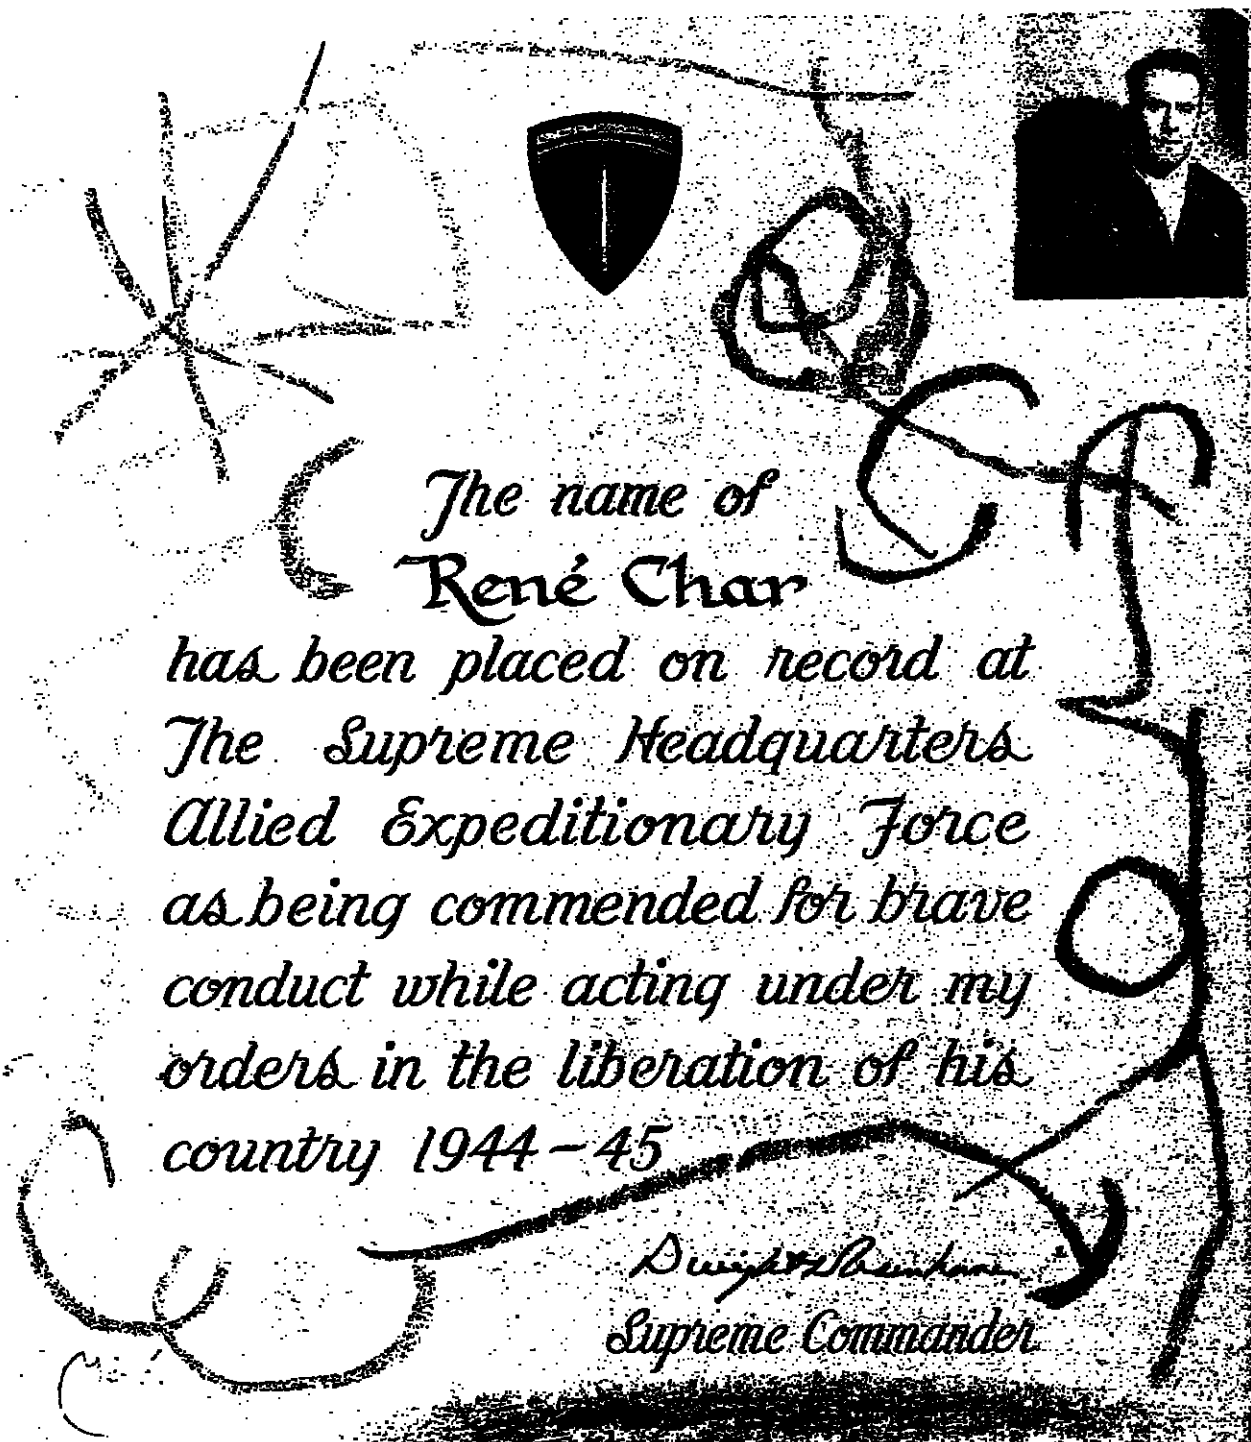 The name of
René Char
has been placed on record at
The Supreme Headquarters
Allied Expeditionary Force
as being commended for brave
conduct while acting under my
orders in the liberation of his
country 1944-45
Dwight D Eisenhower
Supreme Commander